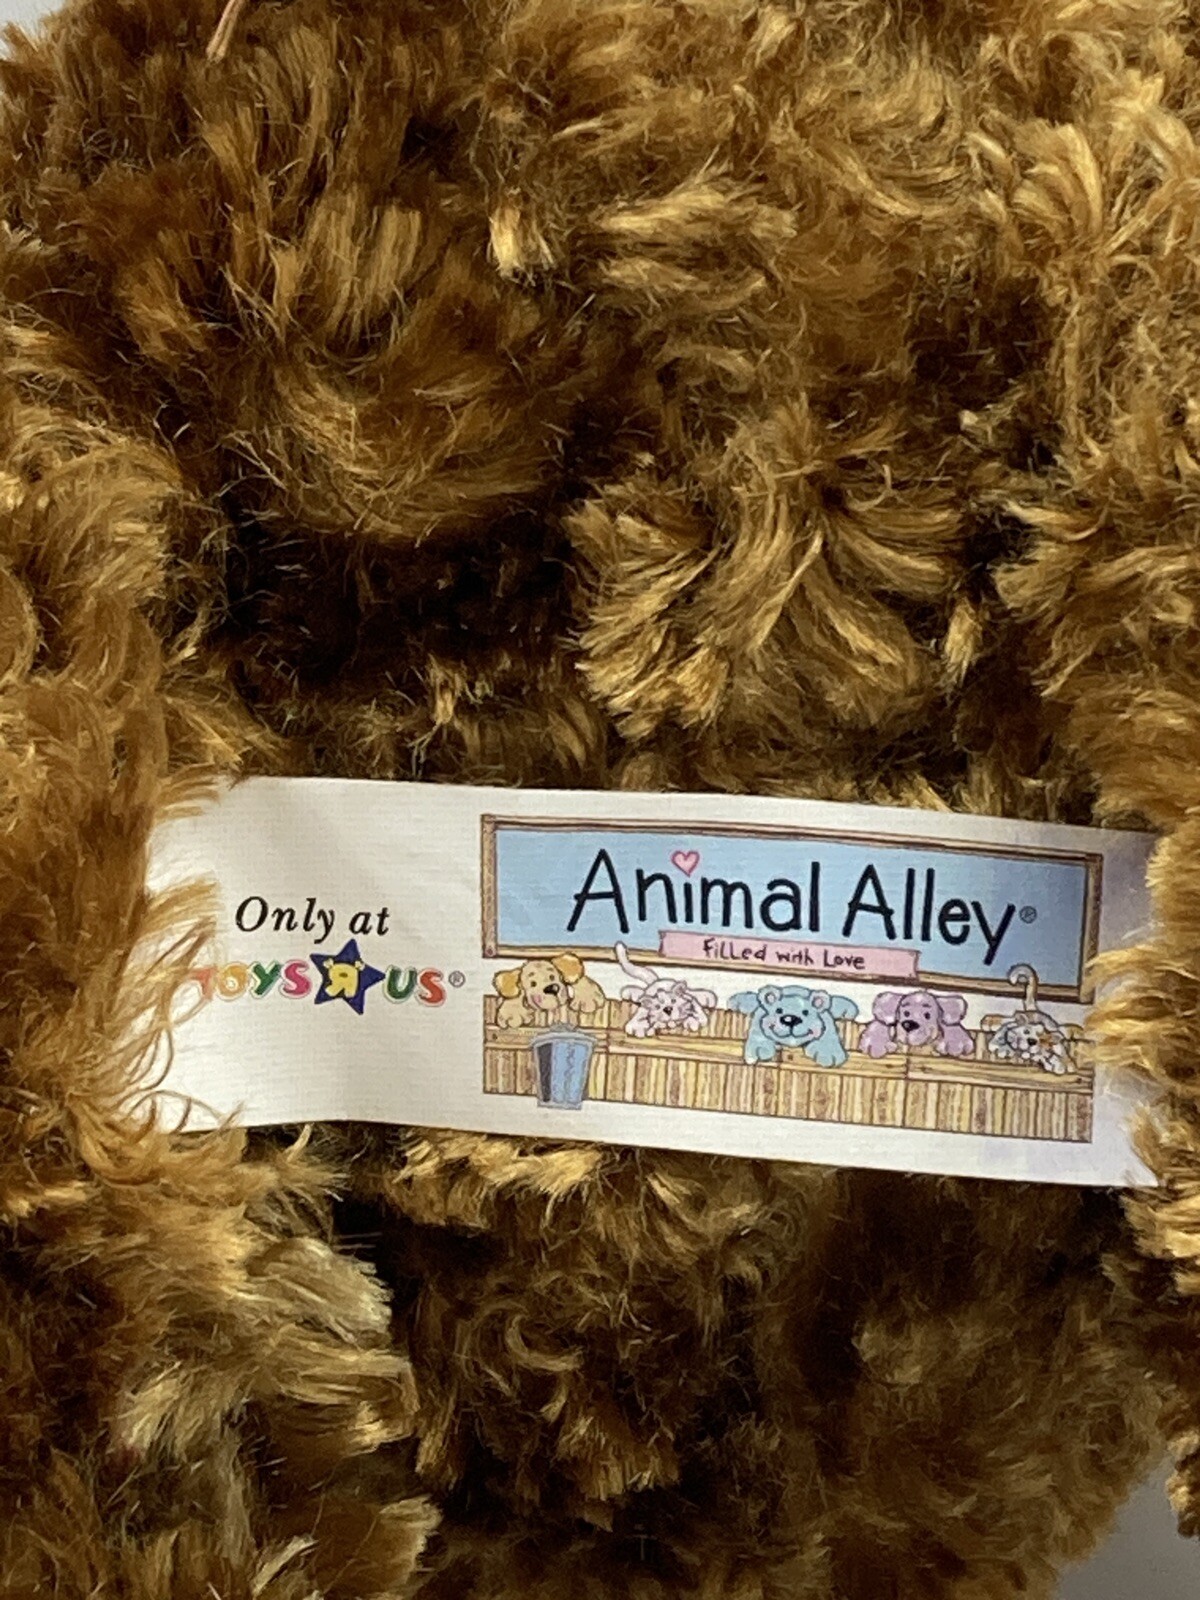 Only at
TOYS"R"US®
Animal Alley®
Filled with Love